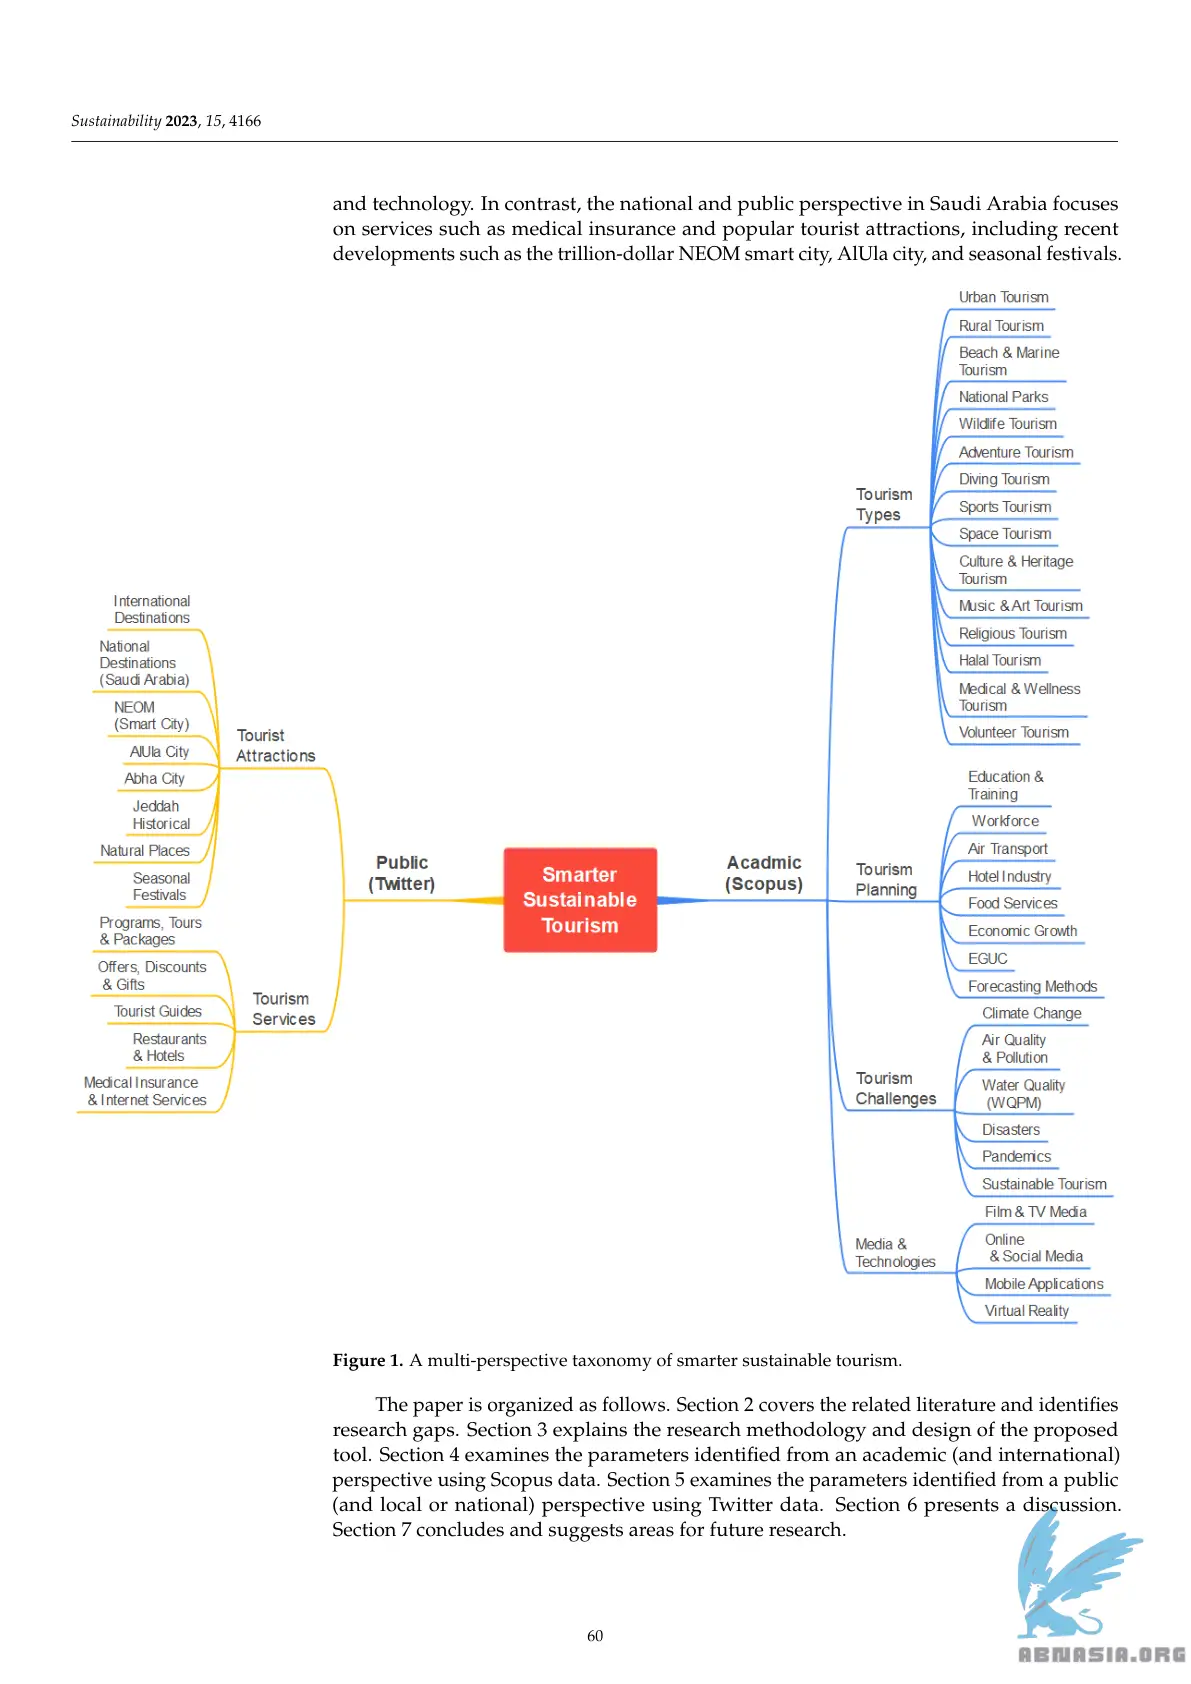 Sustainability 2023, 15, 4166
and technology. In contrast, the national and public perspective in Saudi Arabia focuses
on services such as medical insurance and popular tourist attractions, including recent
developments such as the trillion-dollar NEOM smart city, AlUla city, and seasonal festivals.
International
Destinations
National
Destinations
(Saudi Arabia)
NEOM
(Smart City)
AlUla City
Abha City
Jeddah
Historical
Natural Places
Seasonal
Festivals
Tourist
Attractions
Programs, Tours
& Packages
Offers, Discounts
& Gifts
Tourist Guides
Restaurants
& Hotels
Medical Insurance
& Internet Services
Tourism
Services
Public
(Twitter)
Smarter
Sustainable
Tourism
Acadmic
(Scopus)
Tourism
Types
Urban Tourism
Rural Tourism
Beach & Marine
Tourism
National Parks
Wildlife Tourism
Adventure Tourism
Diving Tourism
Sports Tourism
Space Tourism
Culture & Heritage
Tourism
Music & Art Tourism
Religious Tourism
Halal Tourism
Medical & Wellness
Tourism
Volunteer Tourism
Tourism
Planning
Education &
Training
Workforce
Air Transport
Hotel Industry
Food Services
Economic Growth
EGUC
Forecasting Methods
Tourism
Challenges
Climate Change
Air Quality
& Pollution
Water Quality
(WQPM)
Disasters
Pandemics
Sustainable Tourism
Media &
Technologies
Film & TV Media
Online
& Social Media
Mobile Applications
Virtual Reality
Figure 1. A multi-perspective taxonomy of smarter sustainable tourism.
The paper is organized as follows. Section 2 covers the related literature and identifies
research gaps. Section 3 explains the research methodology and design of the proposed
tool. Section 4 examines the parameters identified from an academic (and international)
perspective using Scopus data. Section 5 examines the parameters identified from a public
(and local or national) perspective using Twitter data. Section 6 presents a discussion.
Section 7 concludes and suggests areas for future research.
60
ABNASIA.ORG